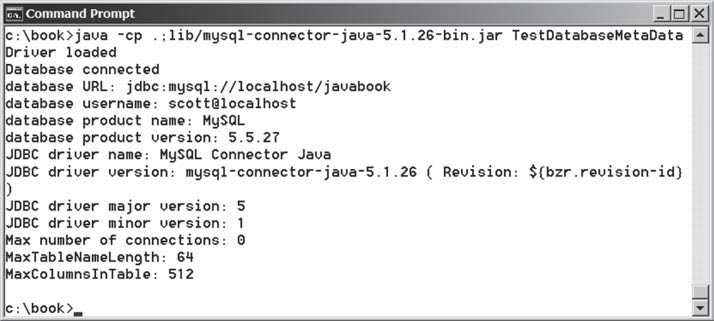 Command Prompt
c:\book>java -cp .;lib/mysql-connector-java-5.1.26-bin.jar TestDatabaseMetaData
Driver loaded
Database connected
database URL: jdbc:mysql://localhost/javabook
database username: scott@localhost
database product name: MySQL
database product version: 5.5.27
JDBC driver name: MySQL Connector Java
JDBC driver version: mysql-connector-java-5.1.26 ( Revision: ${bzr.revision-id}
)
JDBC driver major version: 5
JDBC driver minor version: 1
Max number of connections: 0
MaxTableNameLength: 64
MaxColumnsInTable: 512
c:\book>_